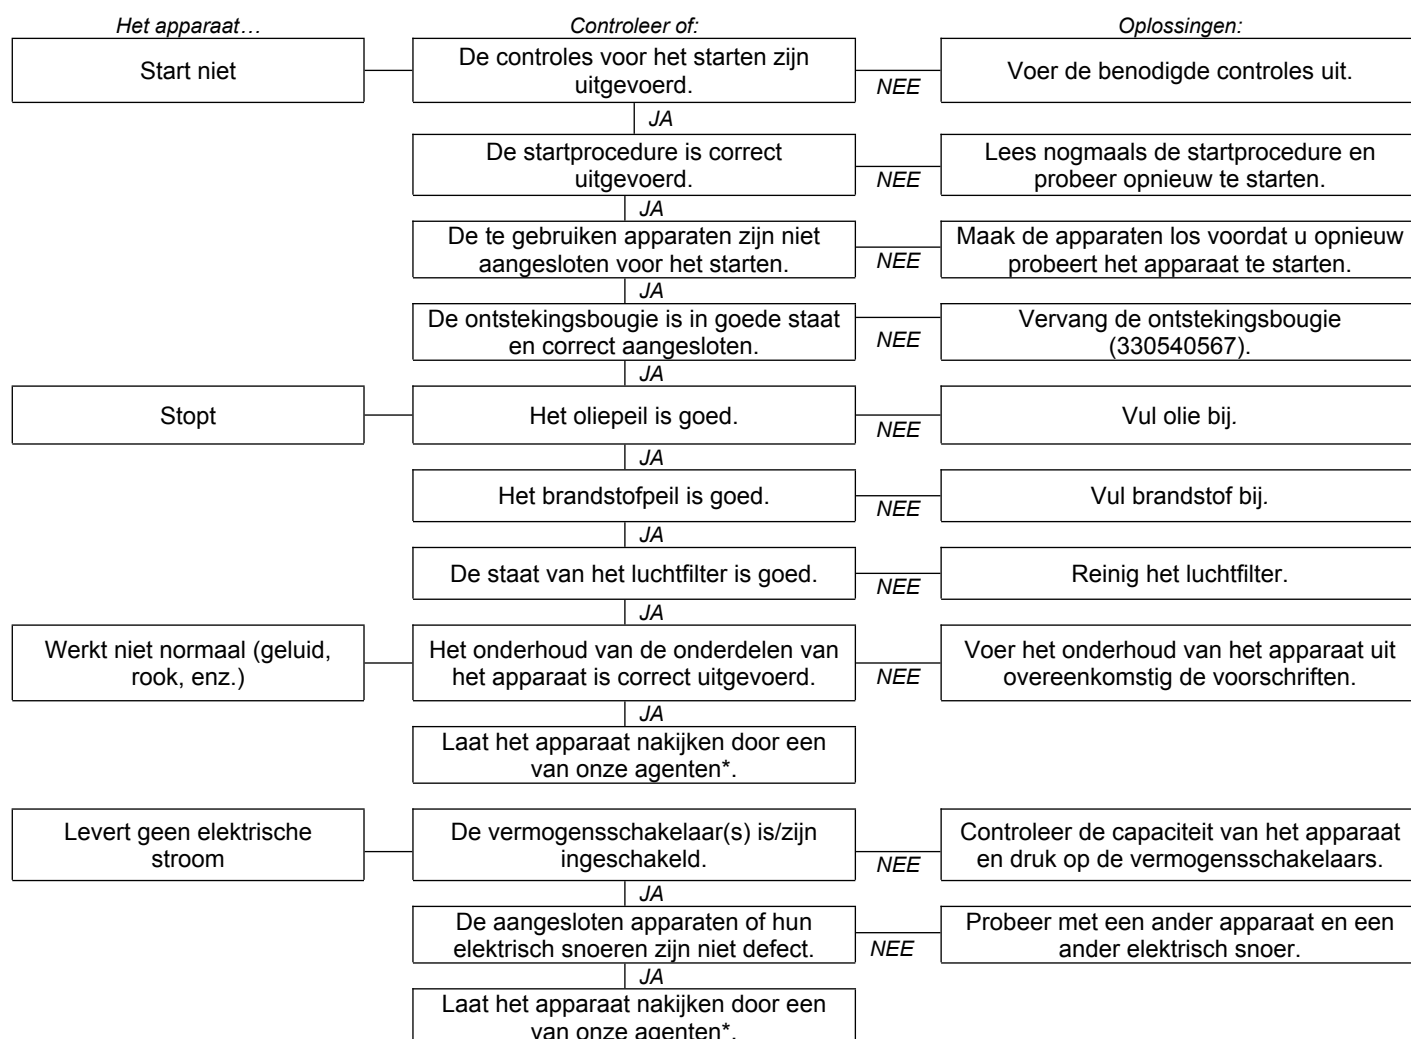 Het apparaat…
Controleer of:
Oplossingen:
Start niet
De controles voor het starten zijn
uitgevoerd.
NEE
Voer de benodigde controles uit.
JA
De startprocedure is correct
uitgevoerd.
NEE
Lees nogmaals de startprocedure en
probeer opnieuw te starten.
JA
De te gebruiken apparaten zijn niet
aangesloten voor het starten.
NEE
Maak de apparaten los voordat u opnieuw
probeert het apparaat te starten.
JA
De ontstekingsbougie is in goede staat
en correct aangesloten.
NEE
Vervang de ontstekingsbougie
(330540567).
JA
Stopt
Het oliepeil is goed.
NEE
Vul olie bij.
JA
Het brandstofpeil is goed.
NEE
Vul brandstof bij.
JA
De staat van het luchtfilter is goed.
NEE
Reinig het luchtfilter.
JA
Werkt niet normaal (geluid,
rook, enz.)
Het onderhoud van de onderdelen van
het apparaat is correct uitgevoerd.
NEE
Voer het onderhoud van het apparaat uit
overeenkomstig de voorschriften.
JA
Laat het apparaat nakijken door een
van onze agenten*.
Levert geen elektrische
stroom
De vermogensschakelaar(s) is/zijn
ingeschakeld.
NEE
Controleer de capaciteit van het apparaat
en druk op de vermogensschakelaars.
JA
De aangesloten apparaten of hun
elektrisch snoeren zijn niet defect.
NEE
Probeer met een ander apparaat en een
ander elektrisch snoer.
JA
Laat het apparaat nakijken door een
van onze agenten*.